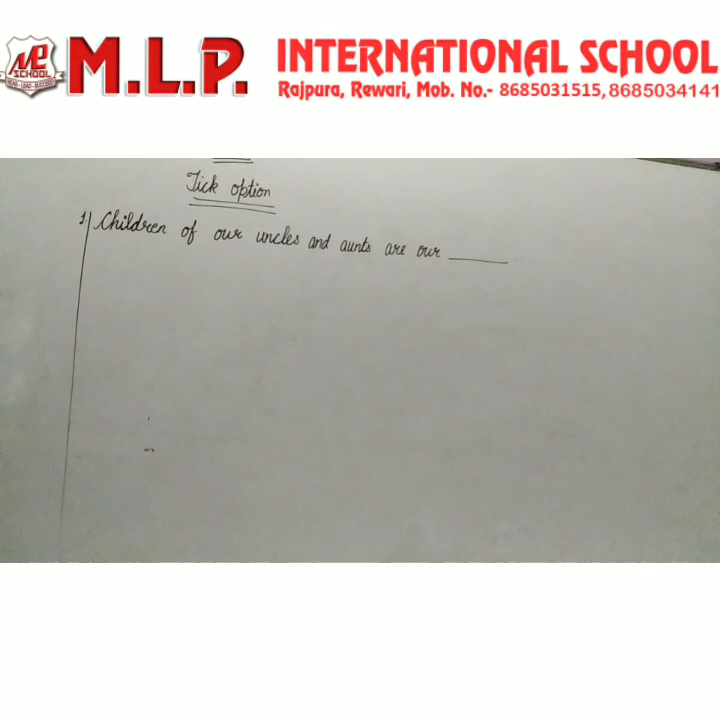 M.L.P. INTERNATIONAL SCHOOL
SCHOOL
Rajpura, Rewari, Mob. No.- 8685031515, 8685034141
Tick option
1. Children of our uncles and aunts are our ______